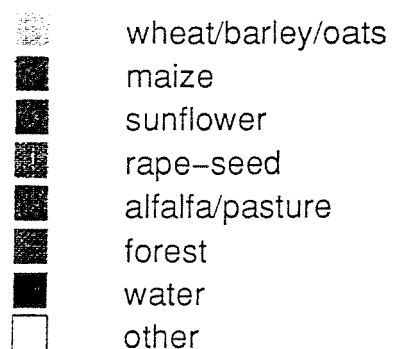 wheat/barley/oats
maize
sunflower
rape–seed
alfalfa/pasture
forest
water
other